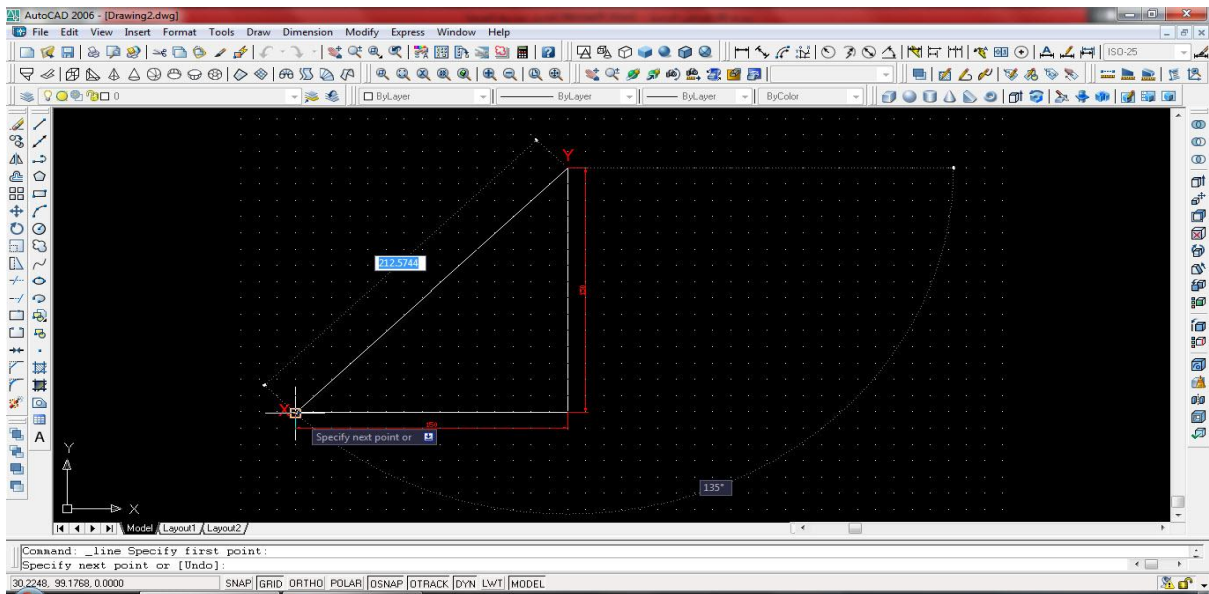 AutoCAD 2006 - [Drawing2.dwg]
File Edit View Insert Format Tools Draw Dimension Modify Express Window Help
ISO-25
0 ByLayer ByLayer ByLayer ByColor
Y
212.5744
X
150
Specify next point or
A
Y
135°
X
Model Layout1 Layout2
Command: _line Specify first point:
Specify next point or [Undo]:
30.2248, 99.1768, 0.0000 SNAP GRID ORTHO POLAR OSNAP OTRACK DYN LWT MODEL